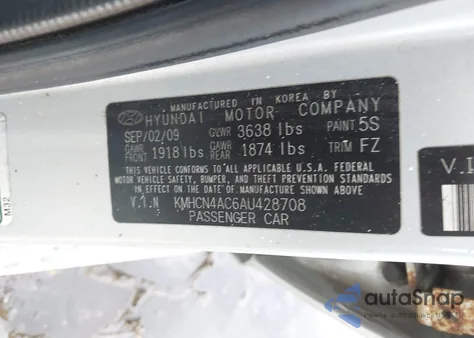 MANUFACTURED IN KOREA BY
HYUNDAI MOTOR COMPANY
SEP/02/09 GVWR 3638 lbs PAINT 5S
GAWR FRONT 1918 lbs GAWR REAR 1874 lbs TRIM FZ
THIS VEHICLE CONFORMS TO ALL APPLICABLE U.S.A FEDERAL
MOTOR VEHICLE SAFETY, BUMPER, AND THEFT
PREVENTION STANDARDS IN EFFECT ON THE DATE OF
MANUFACTURE SHOWN ABOVE.
V.I.N KMHCN4AC6AU428708
PASSENGER CAR
V.I
M32
autoSnap